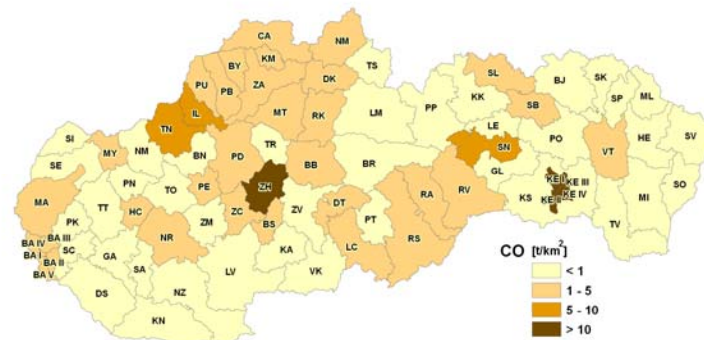 CA
NM
KM
BY
TS
PU
PB
ZA
DK
SL
BJ
SK
SP
ML
KK
SB
IL
MT
RK
LM
PP
TN
LE
SN
PO
HE
SV
VT
SI
MY
NM
BN
PD
TR
BB
BR
GL
SE
PN
TO
PE
ZH
RA
RV
KS
KE I
KE III
KE IV
KE II
MI
SO
MA
TT
HC
ZM
ZC
BS
ZV
DT
PT
PK
NR
LC
RS
TV
BA IV
BA III
BA I
BA II
BA V
SC
GA
SA
LV
KA
VK
DS
NZ
KN
CO [t/km²]
< 1
1 - 5
5 - 10
> 10